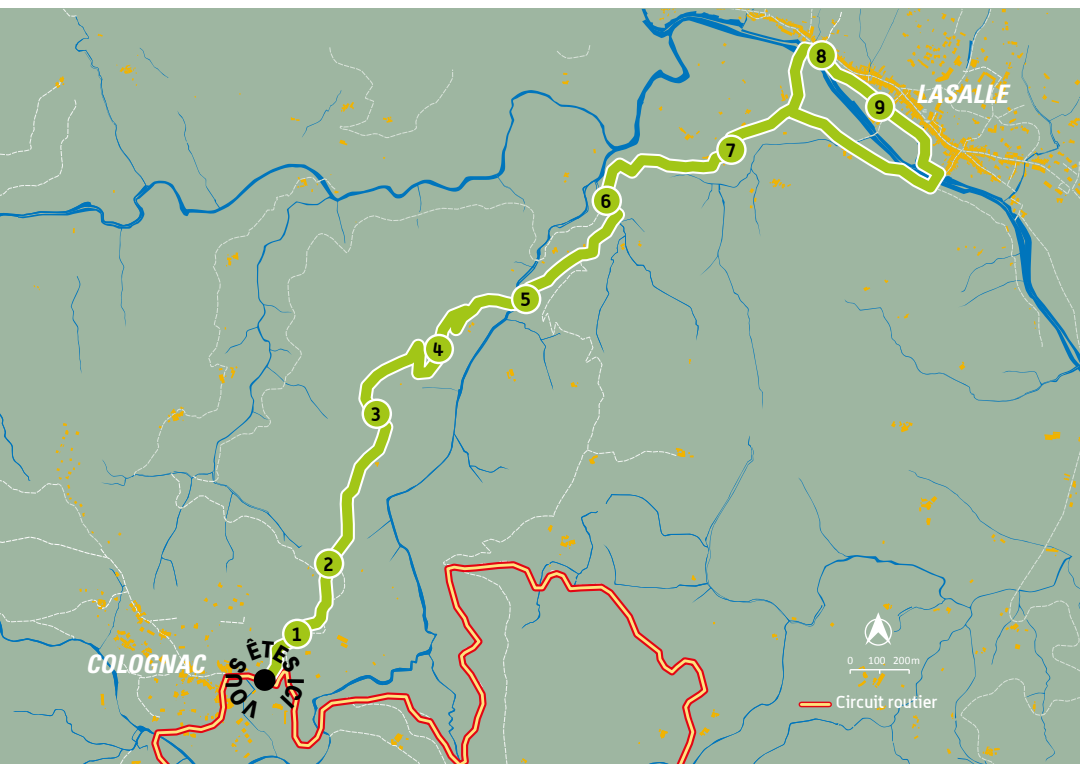 8
LASALLE
9
7
6
5
4
3
2
1
COLOGNAC
VOUS ÊTES ICI
0 100 200m
Circuit routier